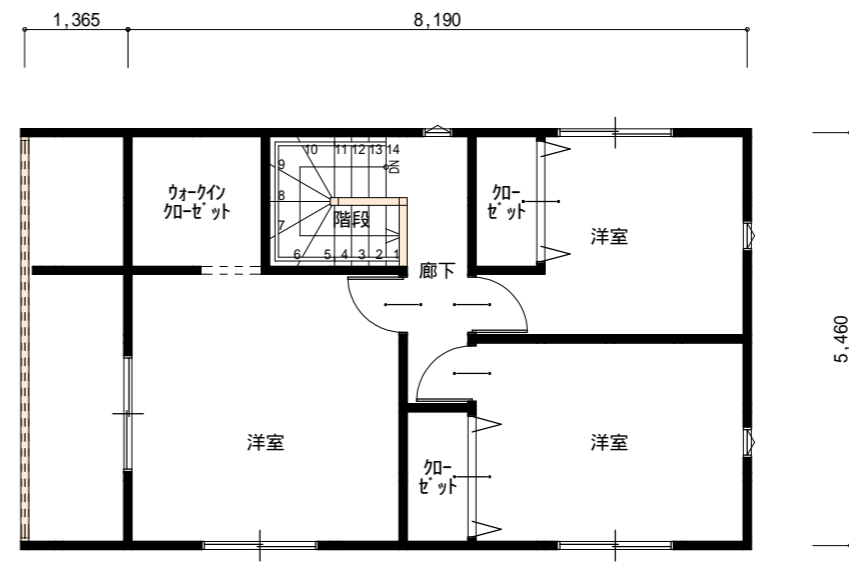 1,365
8,190
10
11
12
13
14
DN
9
8
7
6
5
4
3
2
1
階段
ｳｫｰｸｲﾝ
ｸﾛｰｾﾞｯﾄ
ｸﾛｰ
ｾﾞｯﾄ
洋室
廊下
5,460
洋室
洋室
ｸﾛｰ
ｾﾞｯﾄ